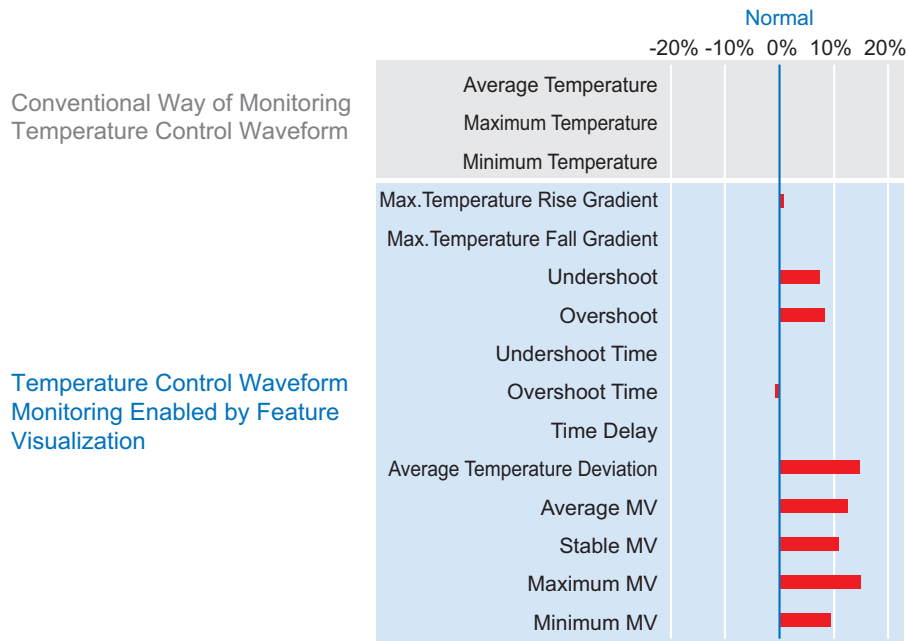 Normal
-20% -10% 0% 10% 20%
Conventional Way of Monitoring
Temperature Control Waveform
Average Temperature
Maximum Temperature
Minimum Temperature
Max.Temperature Rise Gradient
Max.Temperature Fall Gradient
Undershoot
Overshoot
Undershoot Time
Overshoot Time
Time Delay
Average Temperature Deviation
Average MV
Stable MV
Maximum MV
Minimum MV
Temperature Control Waveform
Monitoring Enabled by Feature
Visualization